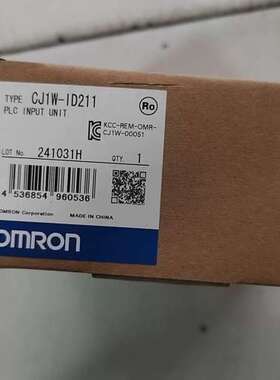 TYPE CJ1W-ID211
PLC INPUT UNIT
Ro
KCC-REM-OMR-
CJ1W-00051
LOT No. 241031H
QTY. 1
4 536854 960536
OMRON Corporation MADE IN CHINA
OMRON